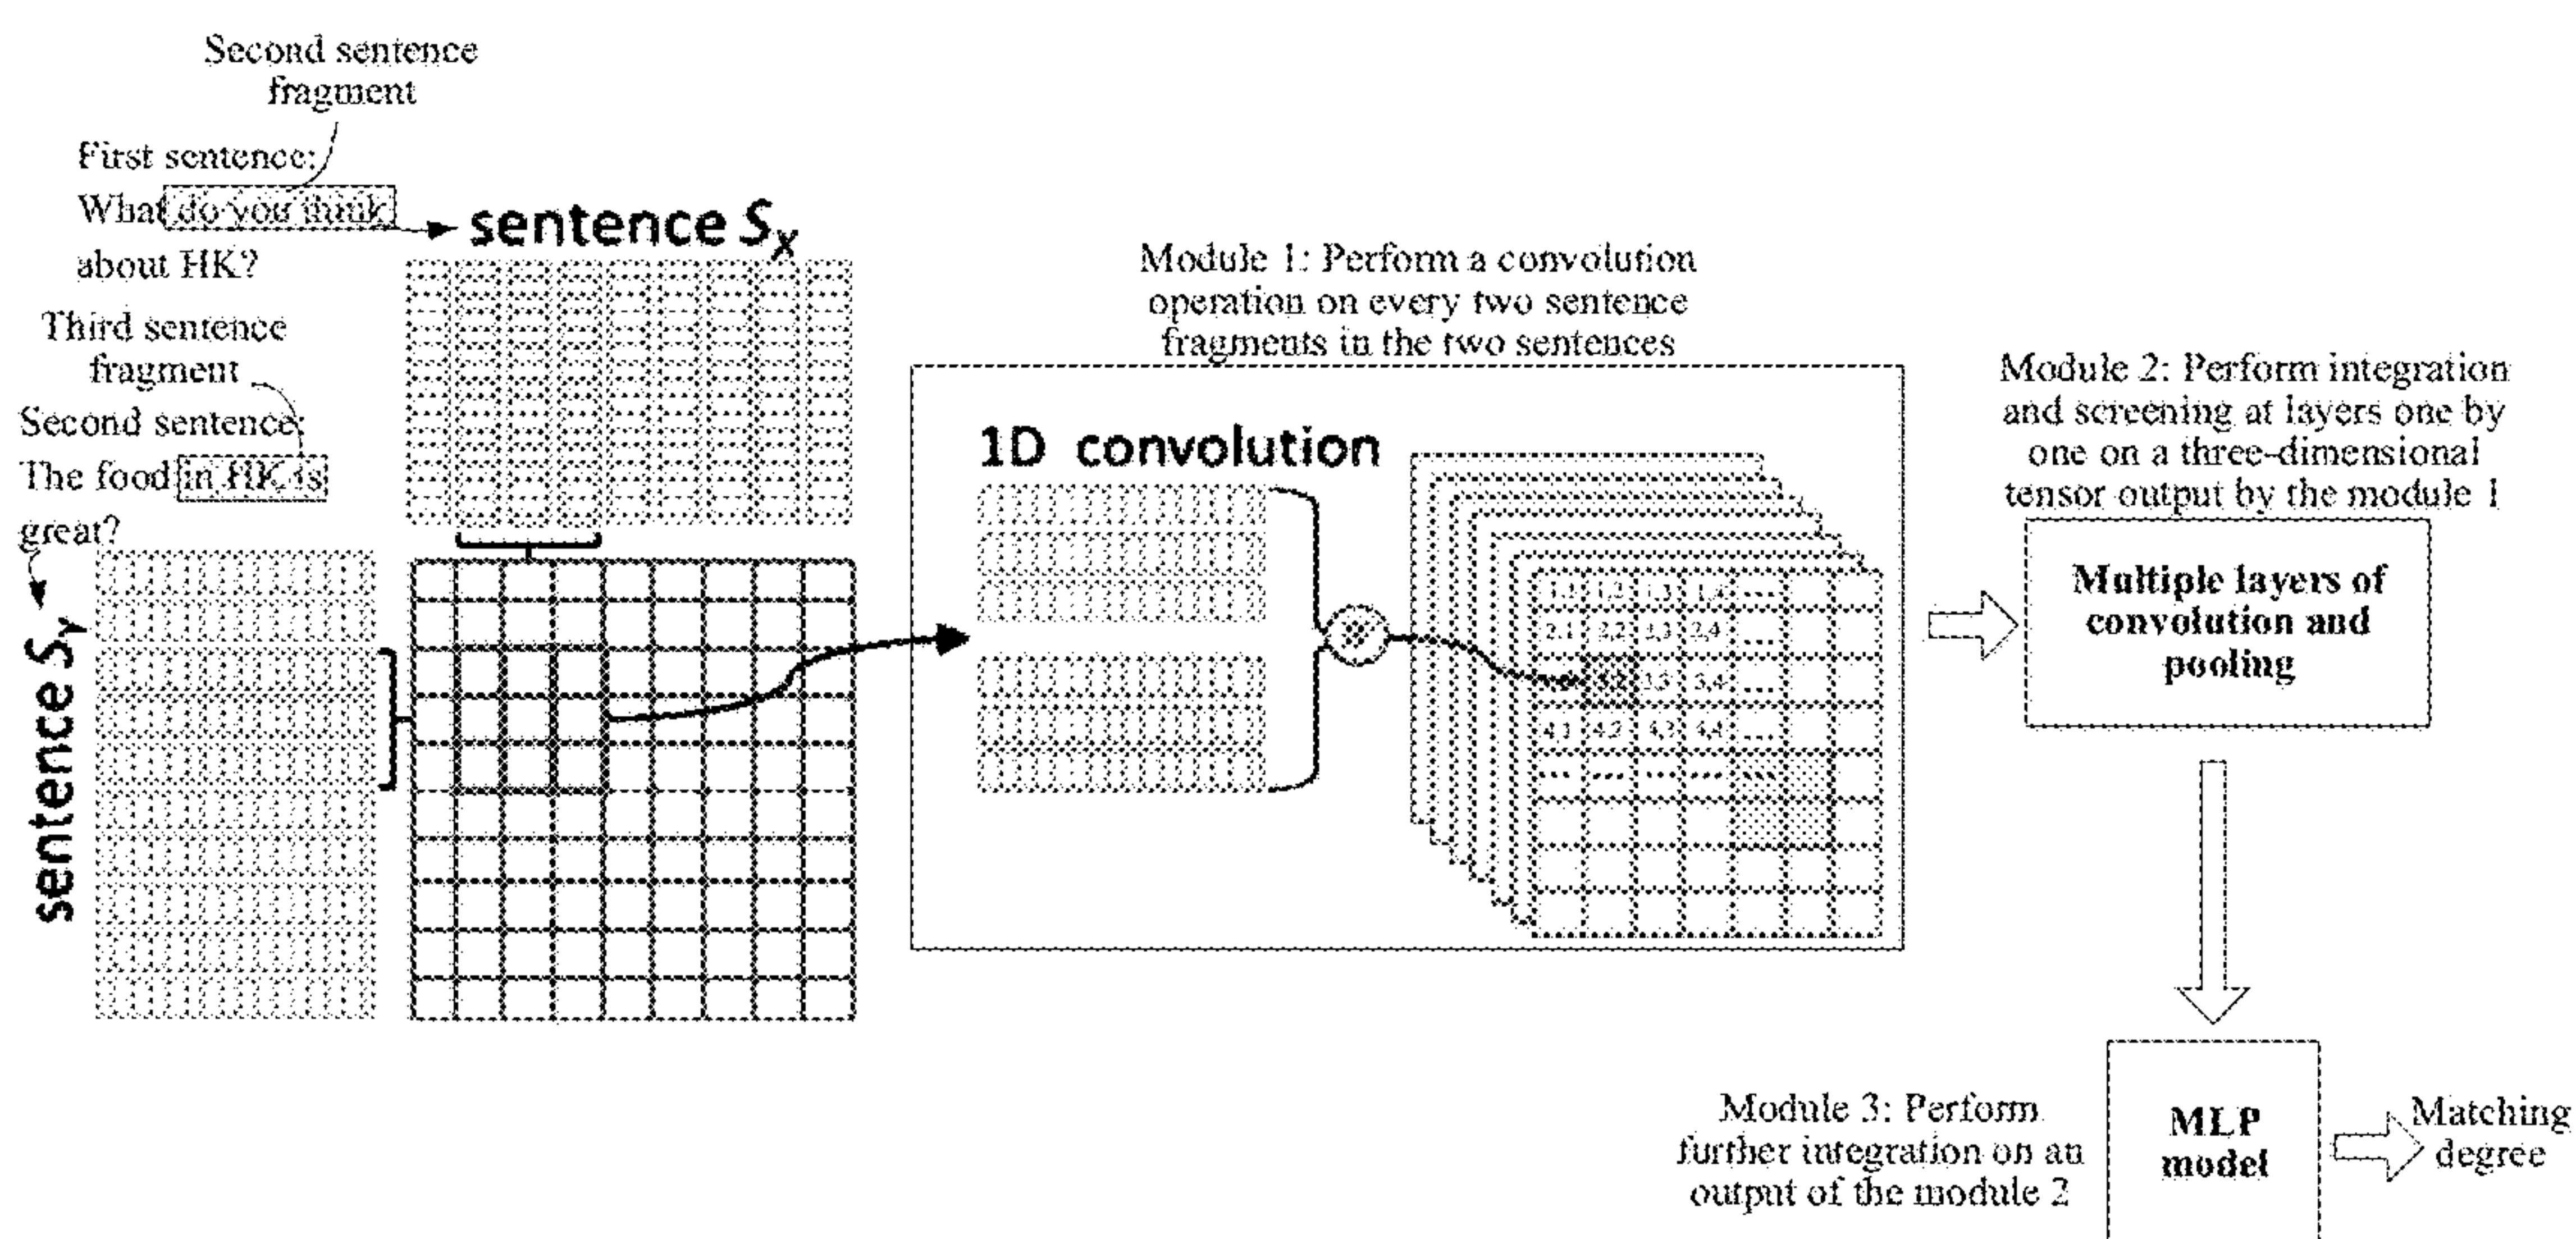 Second sentence
fragment
First sentence:
What do you think
about HK?
sentence SX
Third sentence
fragment
Second sentence:
The food in HK is
great?
sentence SY
Module 1: Perform a convolution
operation on every two sentence
fragments in the two sentences
1D convolution
1,1 1,2 1,3 1,4 ...
2,1 2,2 2,3 2,4 ...
3,2 3,3 3,4 ...
4,1 4,2 4,3 4,4 ...
... ... ... ... ...
Module 2: Perform integration
and screening at layers one by
one on a three-dimensional
tensor output by the module 1
Multiple layers of
convolution and
pooling
Module 3: Perform
further integration on an
output of the module 2
MLP
model
Matching
degree